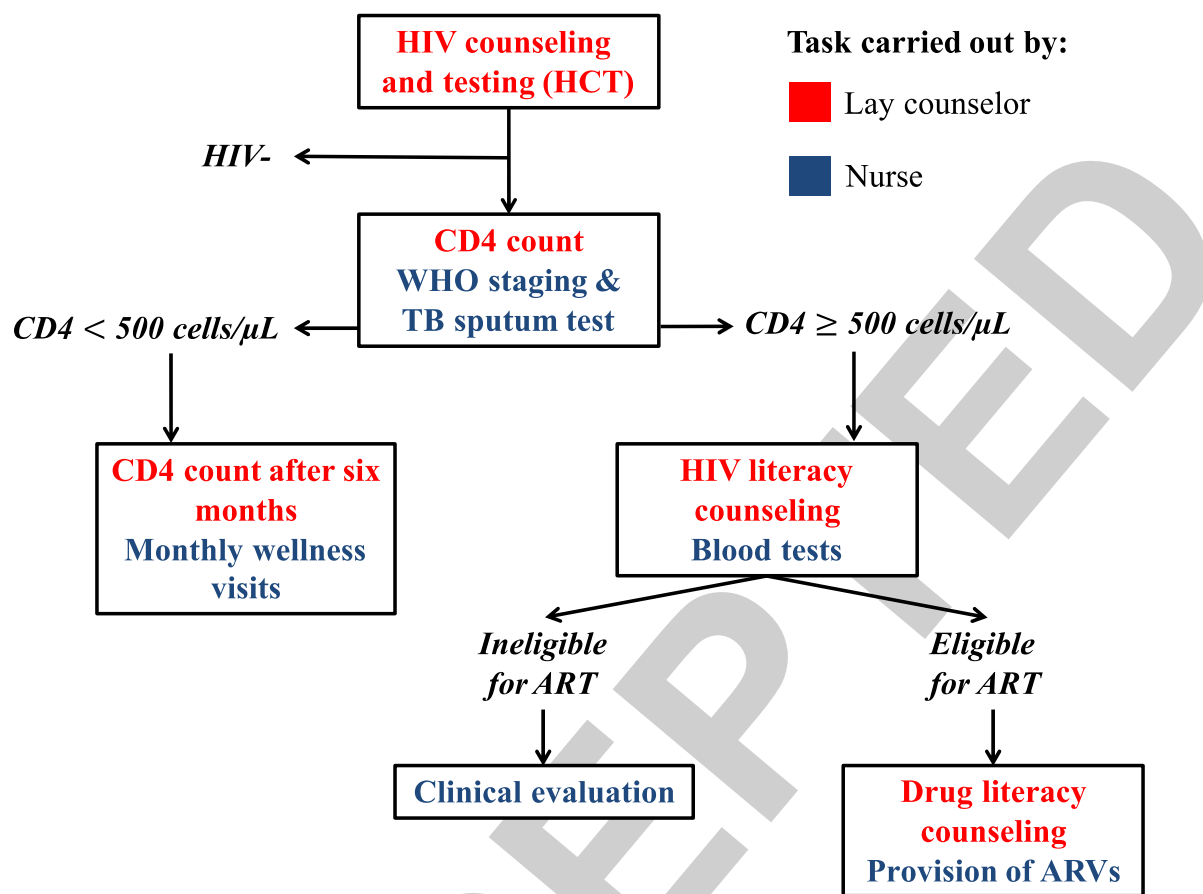 HIV counseling
and testing (HCT)
Task carried out by:
Lay counselor
Nurse
HIV-
CD4 count
WHO staging &
TB sputum test
CD4 < 500 cells/μL
CD4 ≥ 500 cells/μL
CD4 count after six
months
Monthly wellness
visits
HIV literacy
counseling
Blood tests
Ineligible
for ART
Eligible
for ART
Clinical evaluation
Drug literacy
counseling
Provision of ARVs
EPTED